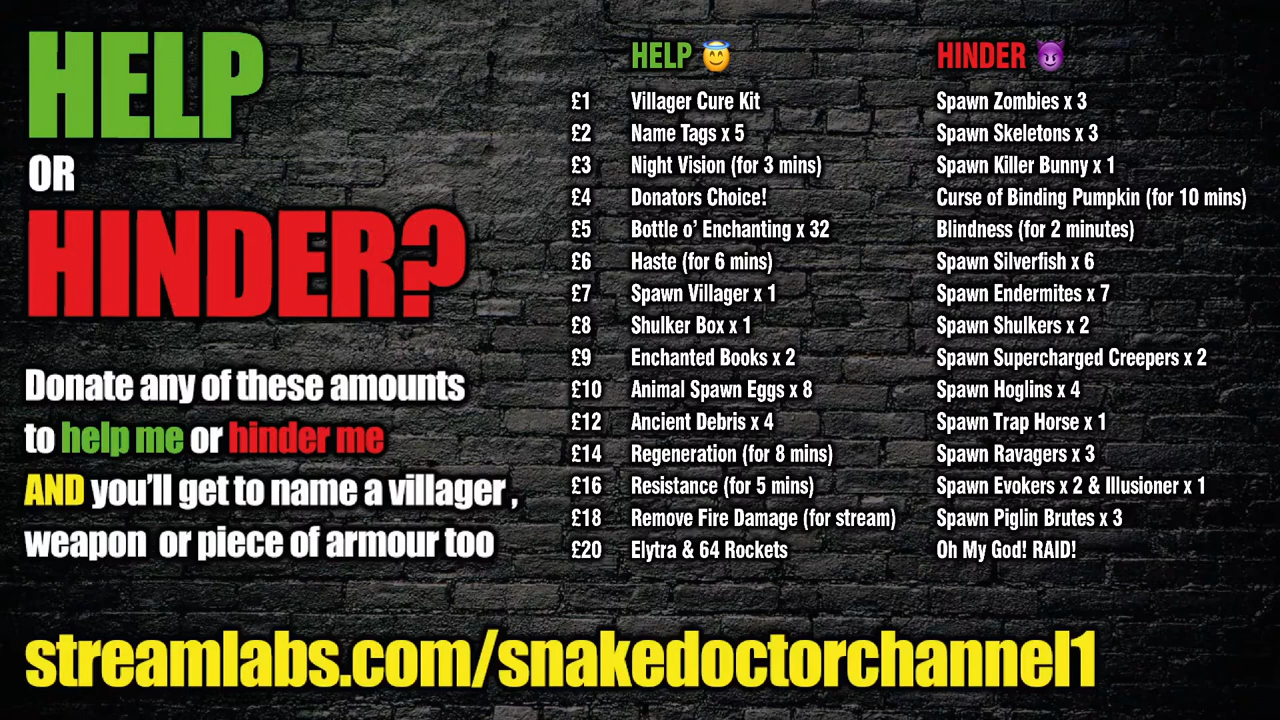 HELP
OR
HINDER?
Donate any of these amounts
to help me or hinder me
AND you'll get to name a villager ,
weapon or piece of armour too
HELP 😇 HINDER 😈
£1 Villager Cure Kit Spawn Zombies x 3
£2 Name Tags x 5 Spawn Skeletons x 3
£3 Night Vision (for 3 mins) Spawn Killer Bunny x 1
£4 Donators Choice! Curse of Binding Pumpkin (for 10 mins)
£5 Bottle o' Enchanting x 32 Blindness (for 2 minutes)
£6 Haste (for 6 mins) Spawn Silverfish x 6
£7 Spawn Villager x 1 Spawn Endermites x 7
£8 Shulker Box x 1 Spawn Shulkers x 2
£9 Enchanted Books x 2 Spawn Supercharged Creepers x 2
£10 Animal Spawn Eggs x 8 Spawn Hoglins x 4
£12 Ancient Debris x 4 Spawn Trap Horse x 1
£14 Regeneration (for 8 mins) Spawn Ravagers x 3
£16 Resistance (for 5 mins) Spawn Evokers x 2 & Illusioner x 1
£18 Remove Fire Damage (for stream) Spawn Piglin Brutes x 3
£20 Elytra & 64 Rockets Oh My God! RAID!
streamlabs.com/snakedoctorchannel1